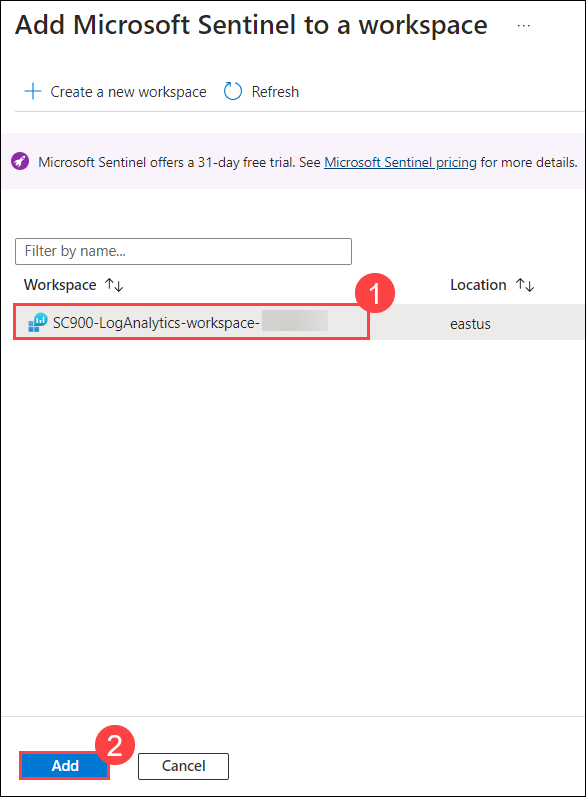 Add Microsoft Sentinel to a workspace ...
+ Create a new workspace Refresh
Microsoft Sentinel offers a 31-day free trial. See Microsoft Sentinel pricing for more details.
Filter by name...
Workspace ↑↓ Location ↑↓
1
SC900-LogAnalytics-workspace- eastus
2
Add Cancel